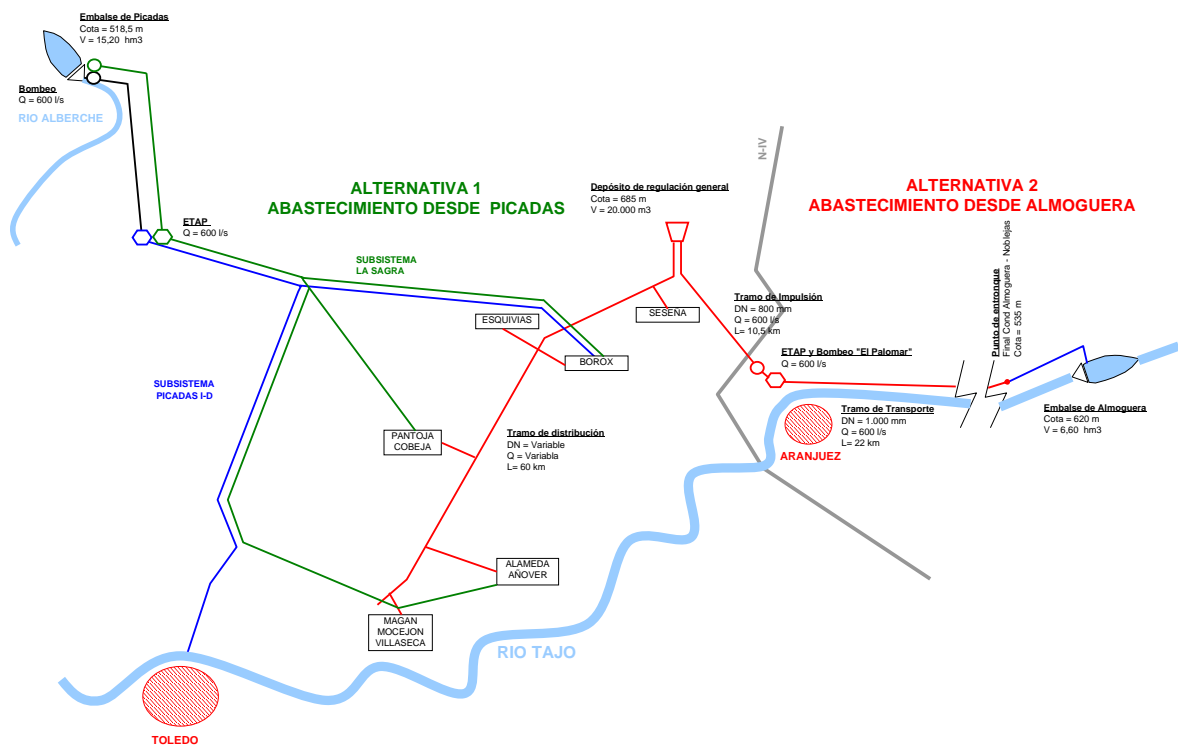 Embalse de Picadas
Cota = 518,5 m
V = 15,20 hm3
Bombeo
Q = 600 l/s
RIO ALBERCHE
ETAP
Q = 600 l/s
ALTERNATIVA 1
ABASTECIMIENTO DESDE PICADAS
SUBSISTEMA
LA SAGRA
Depósito de regulación general
Cota = 685 m
V = 20.000 m3
N-IV
ALTERNATIVA 2
ABASTECIMIENTO DESDE ALMOGUERA
Punto de entronque
Final Cond Almoguera - Noblejas
Cota = 535 m
Tramo de Impulsión
DN = 800 mm
Q = 600 l/s
L= 10,5 km
SESEÑA
ESQUIVIAS
BOROX
ETAP y Bombeo "El Palomar"
Q = 600 l/s
SUBSISTEMA
PICADAS I-D
Embalse de Almoguera
Cota = 620 m
V = 6,60 hm3
Tramo de Transporte
DN = 1.000 mm
Q = 600 l/s
L= 22 km
ARANJUEZ
PANTOJA
COBEJA
Tramo de distribución
DN = Variable
Q = Variabla
L= 60 km
ALAMEDA
AÑOVER
MAGAN
MOCEJON
VILLASECA
RIO TAJO
TOLEDO